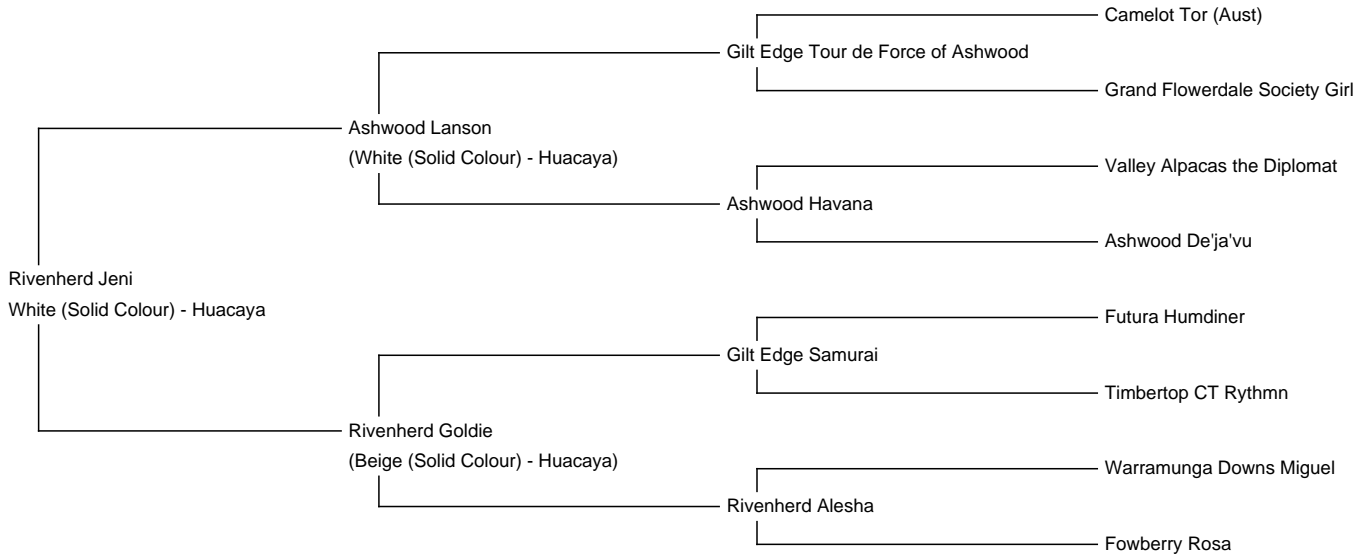 Camelot Tor (Aust)
Gilt Edge Tour de Force of Ashwood
Grand Flowerdale Society Girl
Ashwood Lanson
(White (Solid Colour) - Huacaya)
Valley Alpacas the Diplomat
Ashwood Havana
Ashwood De'ja'vu
Rivenherd Jeni
White (Solid Colour) - Huacaya
Futura Humdiner
Gilt Edge Samurai
Timbertop CT Rythmn
Rivenherd Goldie
(Beige (Solid Colour) - Huacaya)
Warramunga Downs Miguel
Rivenherd Alesha
Fowberry Rosa